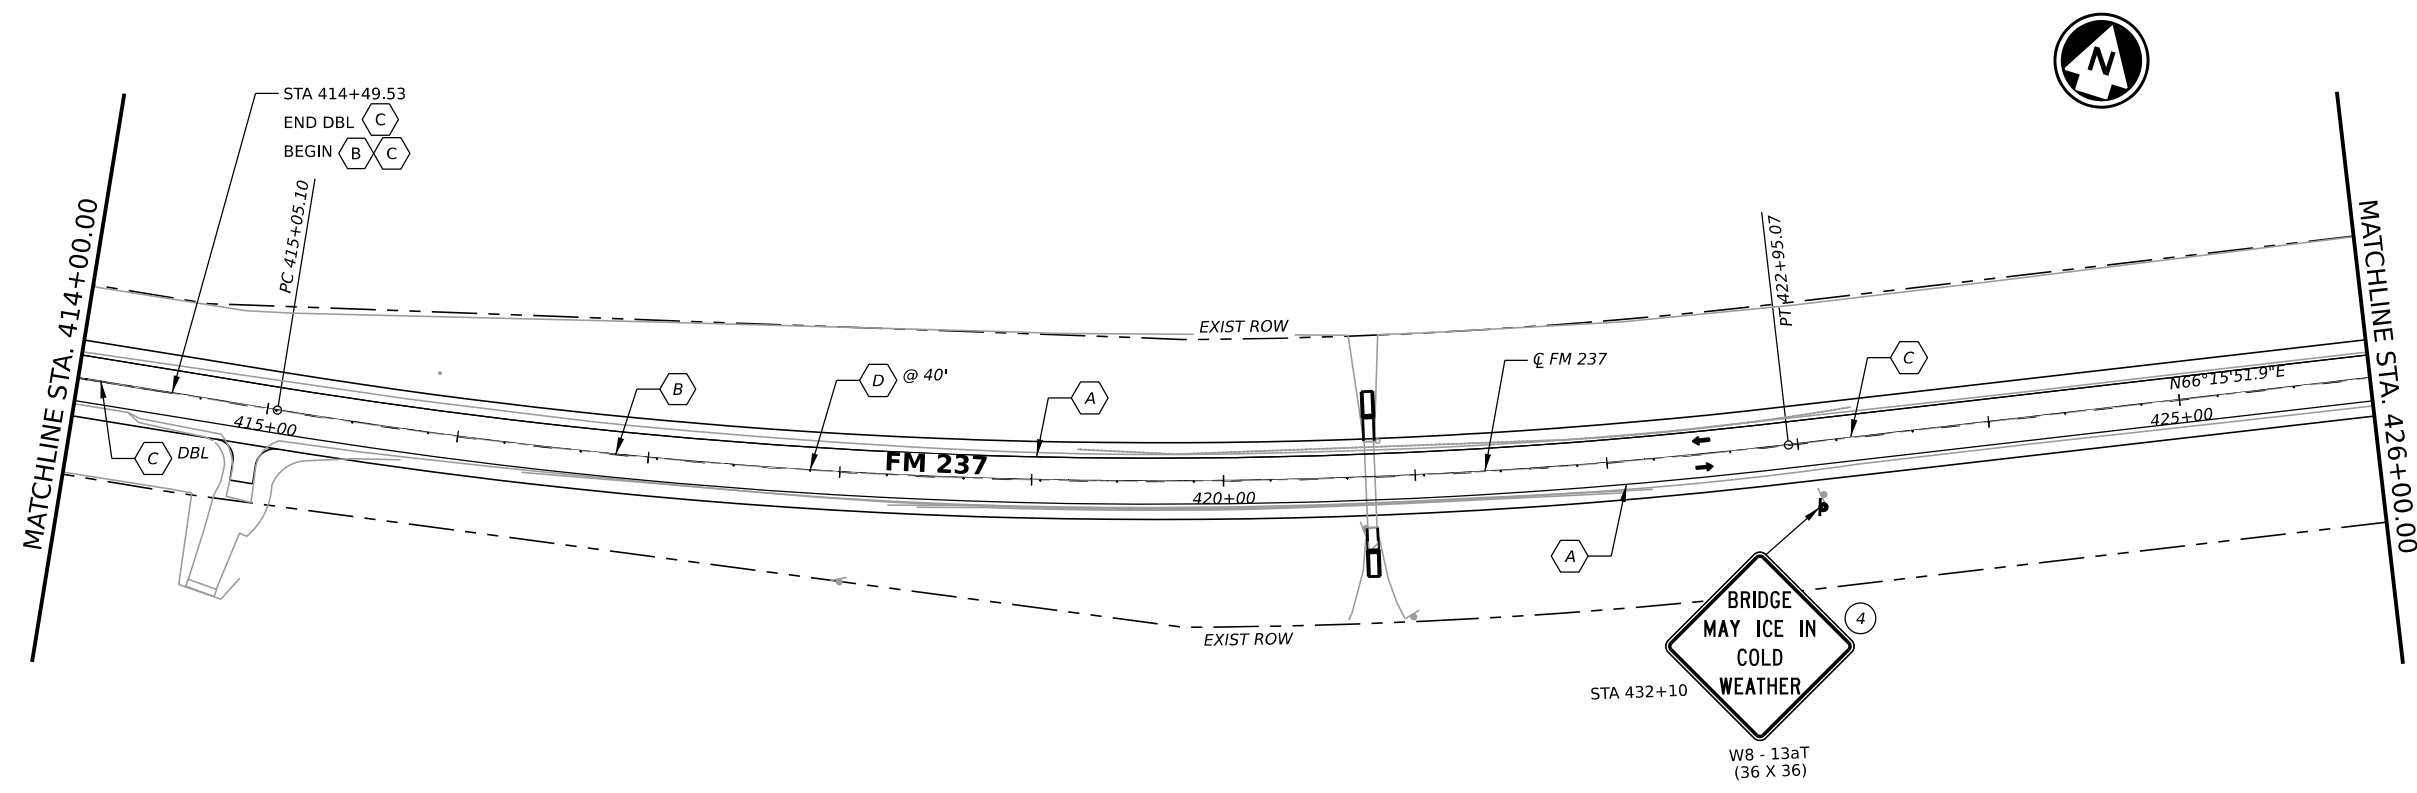 N
STA 414+49.53
END DBL C
BEGIN B C
PC 415+05.10
MATCHLINE STA. 414+00.00
MATCHLINE STA. 426+00.00
PT 422+95.07
EXIST ROW
℄ FM 237
C
D @ 40'
B
A
N66°15'51.9"E
415+00
425+00
C DBL
FM 237
420+00
A
EXIST ROW
BRIDGE
MAY ICE IN
COLD
WEATHER
4
STA 432+10
W8 - 13aT
(36 X 36)